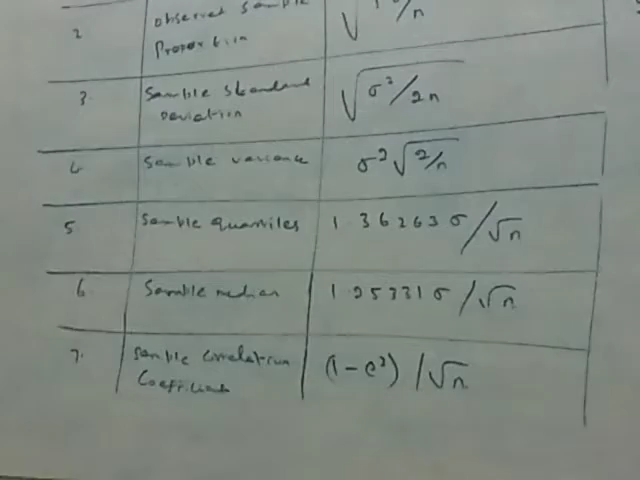 2 Observed Sample √ /n
Proportion
3. Sample standard √σ²/2n
Deviation
4 Sample variance σ²√2/n
5 Sample quartiles 1.36263σ/√n
6. Sample median 1.25331σ/√n
7. Sample correlation (1-ρ²)/√n
Coefficient